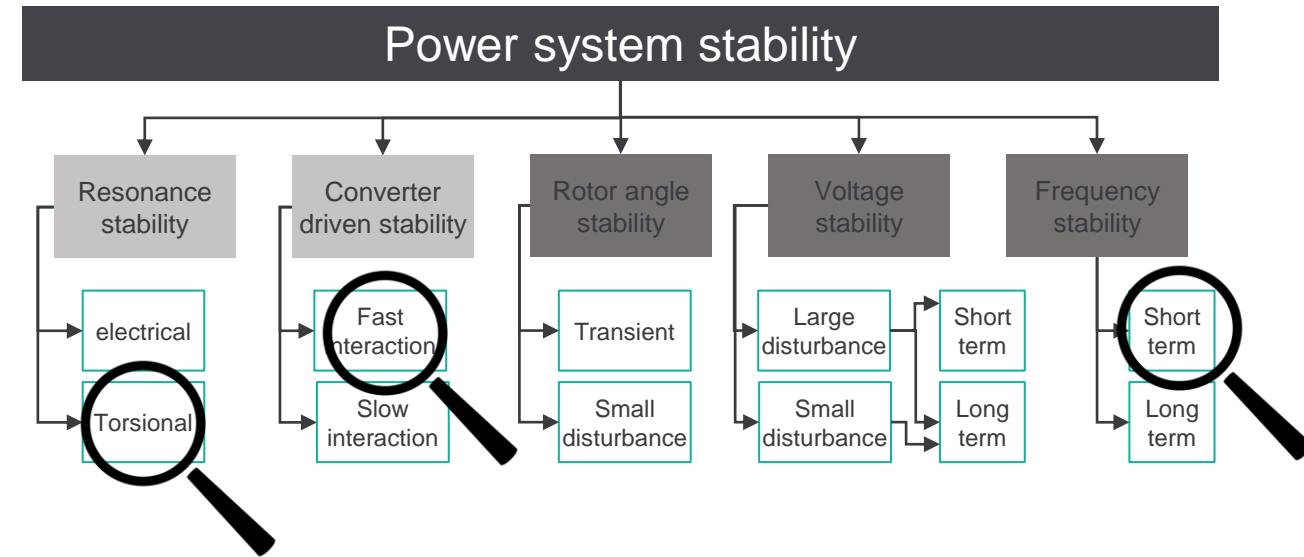 Power system stability
Resonance
stability
Converter
driven stability
Rotor angle
stability
Voltage
stability
Frequency
stability
electrical
Torsional
Fast
interaction
Slow
interaction
Transient
Small
disturbance
Large
disturbance
Small
disturbance
Short
term
Long
term
Short
term
Long
term